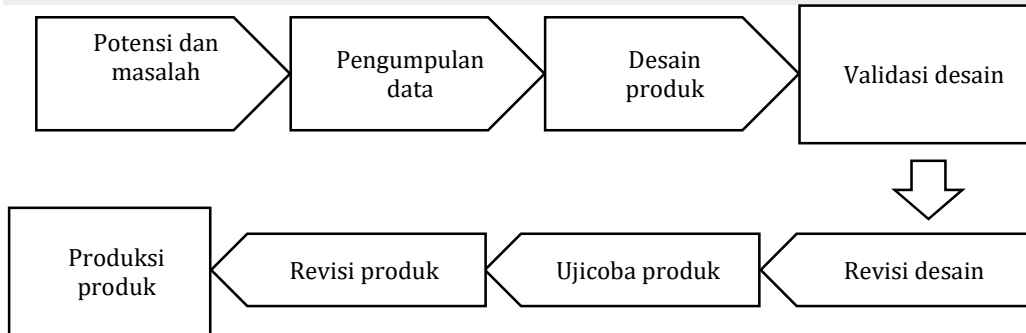 Potensi dan
masalah
Pengumpulan
data
Desain
produk
Validasi desain
Produksi
produk
Revisi produk
Ujicoba produk
Revisi desain